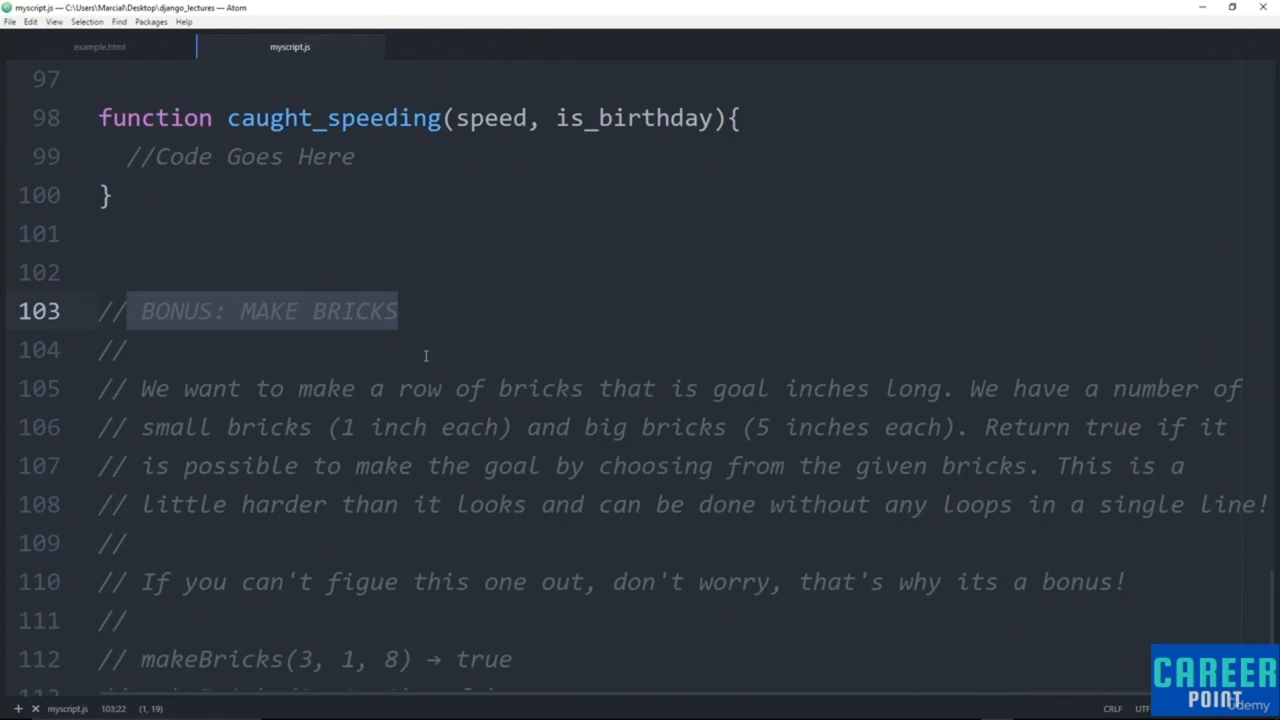 myscript.js — C:\Users\Marcial\Desktop\django_lectures — Atom
File Edit View Selection Find Packages Help
example.html myscript.js
97
98 function caught_speeding(speed, is_birthday){
99 //Code Goes Here
100 }
101
102
103 // BONUS: MAKE BRICKS
104 //
105 // We want to make a row of bricks that is goal inches long. We have a number of
106 // small bricks (1 inch each) and big bricks (5 inches each). Return true if it
107 // is possible to make the goal by choosing from the given bricks. This is a
108 // little harder than it looks and can be done without any loops in a single line!
109 //
110 // If you can't figue this one out, don't worry, that's why its a bonus!
111 //
112 // makeBricks(3, 1, 8) → true
CAREER
POINT
udemy
+ × myscript.js 103:22 (1, 19) CRLF